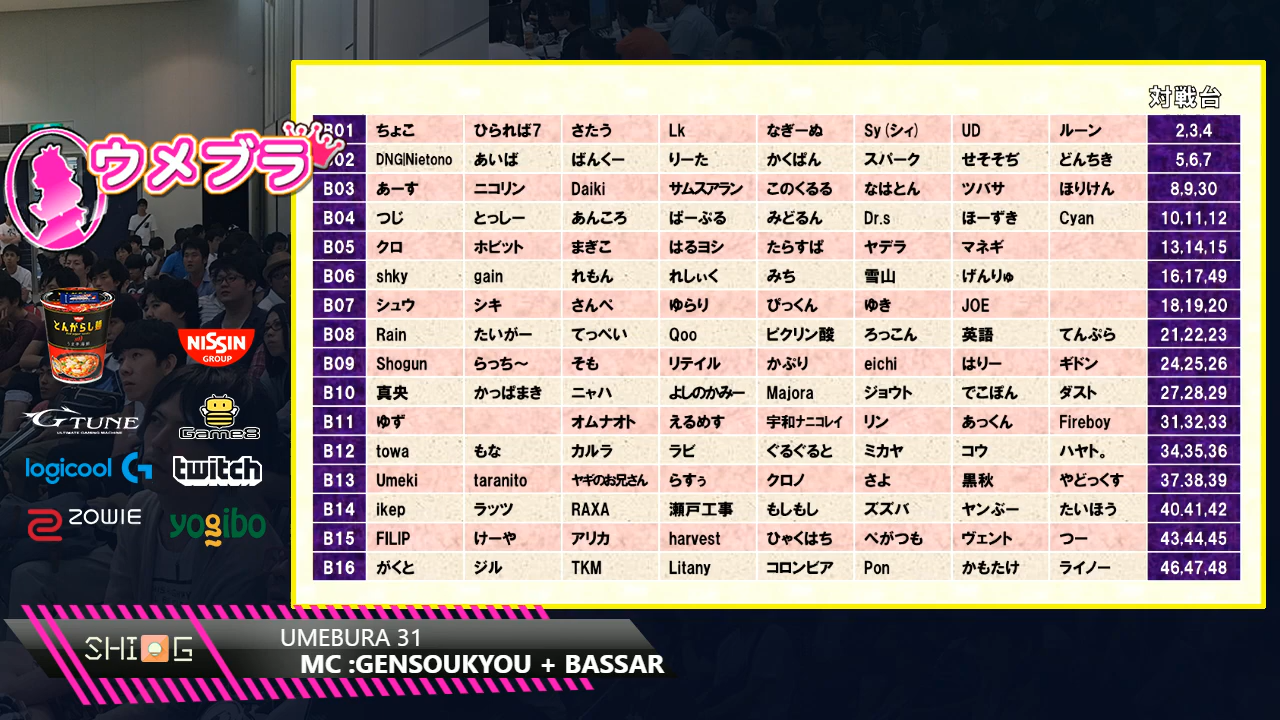 対戦台
B01 ちょこ ひられば7 さたう Lk なぎーぬ Sy (シィ) UD ルーン 2,3,4
02 DNG|Nietono あいば ばんくー りーた かくぱん スパーク せそそぢ どんちき 5,6,7
B03 あーす ニコリン Daiki サムスアラン このくるる なはとん ツバサ ほりけん 8,9,30
B04 つじ とっしー あんころ ぱーぷる みどるん Dr.s ほーずき Cyan 10,11,12
B05 クロ ホビット まぎこ はるヨシ たらすば ヤデラ マネギ 13,14,15
B06 shky gain れもん れしぃく みち 雪山 げんりゅ 16,17,49
B07 シュウ シキ さんぺ ゆらり ぴっくん ゆき JOE 18,19,20
B08 Rain たいがー てっぺい Qoo ピクリン酸 ろっこん 英語 てんぷら 21,22,23
B09 Shogun らっち～ そも リテイル かぷり eichi はりー ギドン 24,25,26
B10 真央 かっぱまき ニャハ よしのかみー Majora ジョウト でこぽん ダスト 27,28,29
B11 ゆず オムナオト えるめす 宇和ナニコレイ リン あっくん Fireboy 31,32,33
B12 towa もな カルラ ラビ ぐるぐると ミカヤ コウ ハヤト。 34,35,36
B13 Umeki taranito ヤギのお兄さん らすぅ クロノ さよ 黒秋 やどっくす 37,38,39
B14 ikep ラッツ RAXA 瀬戸工事 もしもし ズズバ ヤンぶー たいほう 40,41,42
B15 FILIP けーや アリカ harvest ひゃくはち べがつも ヴェント つー 43,44,45
B16 がくと ジル TKM Litany コロンビア Pon かもたけ ライノー 46,47,48
ウメブラ
とんがらし麺
NISSIN
GROUP
G TUNE
ULTIMATE GAMING MACHINE
Game8
logicool G
twitch
ZOWIE
yogibo
SHI G
UMEBURA 31
MC :GENSOUKYOU + BASSAR